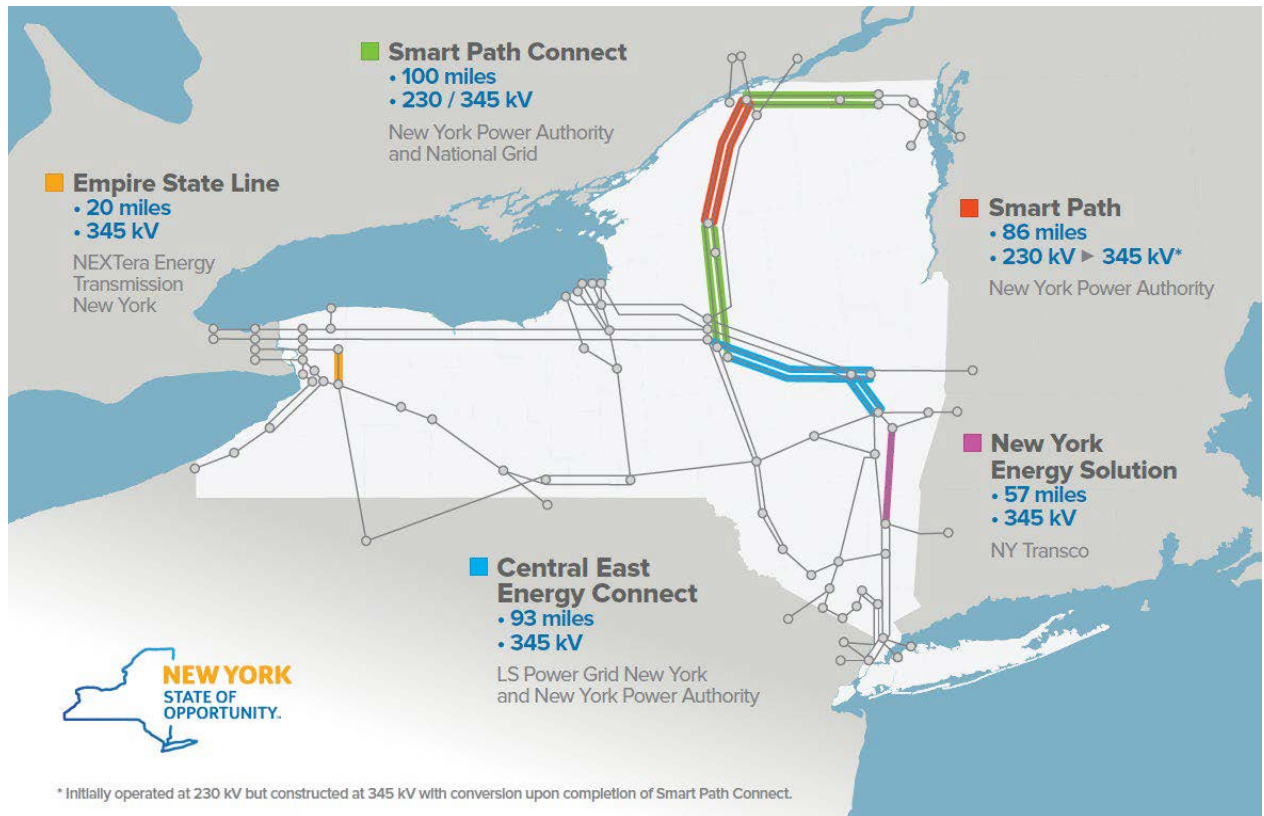 Smart Path Connect
• 100 miles
• 230 / 345 kV
New York Power Authority
and National Grid
Empire State Line
• 20 miles
• 345 kV
NEXTera Energy
Transmission
New York
Smart Path
• 86 miles
• 230 kV ▶ 345 kV*
New York Power Authority
New York
Energy Solution
• 57 miles
• 345 kV
NY Transco
Central East
Energy Connect
• 93 miles
• 345 kV
LS Power Grid New York
and New York Power Authority
NEW YORK
STATE OF
OPPORTUNITY™
* Initially operated at 230 kV but constructed at 345 kV with conversion upon completion of Smart Path Connect.